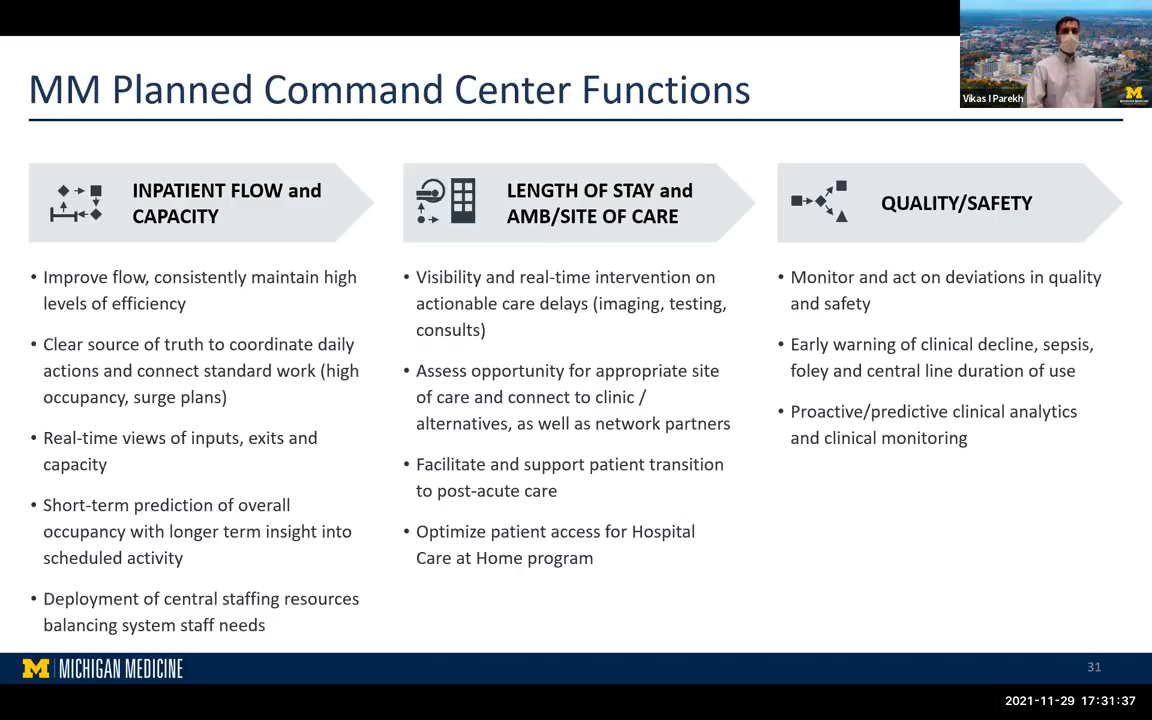 MM Planned Command Center Functions
Vikas I Parekh
M
MICHIGAN MEDICINE
INPATIENT FLOW and
CAPACITY
• Improve flow, consistently maintain high
levels of efficiency
• Clear source of truth to coordinate daily
actions and connect standard work (high
occupancy, surge plans)
• Real-time views of inputs, exits and
capacity
• Short-term prediction of overall
occupancy with longer term insight into
scheduled activity
• Deployment of central staffing resources
balancing system staff needs
LENGTH OF STAY and
AMB/SITE OF CARE
• Visibility and real-time intervention on
actionable care delays (imaging, testing,
consults)
• Assess opportunity for appropriate site
of care and connect to clinic /
alternatives, as well as network partners
• Facilitate and support patient transition
to post-acute care
• Optimize patient access for Hospital
Care at Home program
QUALITY/SAFETY
• Monitor and act on deviations in quality
and safety
• Early warning of clinical decline, sepsis,
foley and central line duration of use
• Proactive/predictive clinical analytics
and clinical monitoring
M MICHIGAN MEDICINE
31
2021-11-29 17:31:37